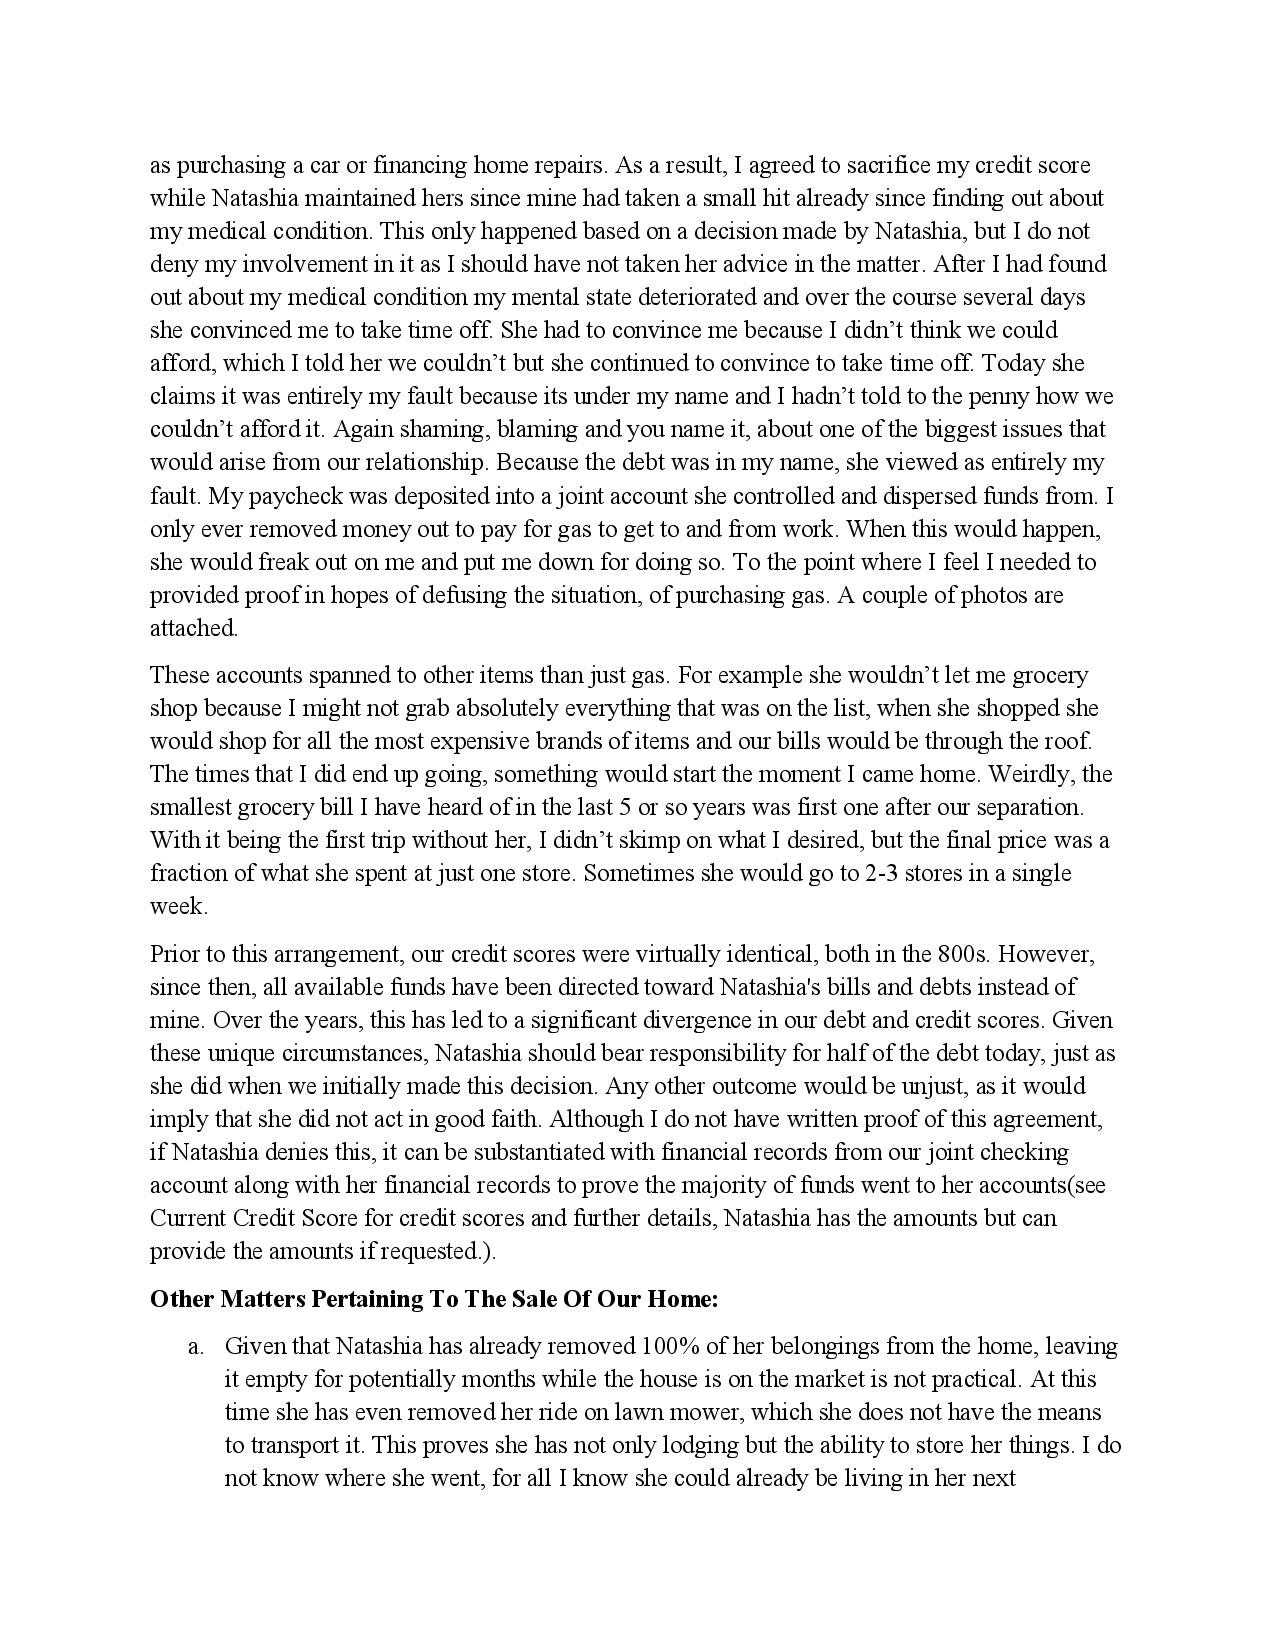 as purchasing a car or financing home repairs. As a result, I agreed to sacrifice my credit score
while Natashia maintained hers since mine had taken a small hit already since finding out about
my medical condition. This only happened based on a decision made by Natashia, but I do not
deny my involvement in it as I should have not taken her advice in the matter. After I had found
out about my medical condition my mental state deteriorated and over the course several days
she convinced me to take time off. She had to convince me because I didn’t think we could
afford, which I told her we couldn’t but she continued to convince to take time off. Today she
claims it was entirely my fault because its under my name and I hadn’t told to the penny how we
couldn’t afford it. Again shaming, blaming and you name it, about one of the biggest issues that
would arise from our relationship. Because the debt was in my name, she viewed as entirely my
fault. My paycheck was deposited into a joint account she controlled and dispersed funds from. I
only ever removed money out to pay for gas to get to and from work. When this would happen,
she would freak out on me and put me down for doing so. To the point where I feel I needed to
provided proof in hopes of defusing the situation, of purchasing gas. A couple of photos are
attached.
These accounts spanned to other items than just gas. For example she wouldn’t let me grocery
shop because I might not grab absolutely everything that was on the list, when she shopped she
would shop for all the most expensive brands of items and our bills would be through the roof.
The times that I did end up going, something would start the moment I came home. Weirdly, the
smallest grocery bill I have heard of in the last 5 or so years was first one after our separation.
With it being the first trip without her, I didn’t skimp on what I desired, but the final price was a
fraction of what she spent at just one store. Sometimes she would go to 2-3 stores in a single
week.
Prior to this arrangement, our credit scores were virtually identical, both in the 800s. However,
since then, all available funds have been directed toward Natashia's bills and debts instead of
mine. Over the years, this has led to a significant divergence in our debt and credit scores. Given
these unique circumstances, Natashia should bear responsibility for half of the debt today, just as
she did when we initially made this decision. Any other outcome would be unjust, as it would
imply that she did not act in good faith. Although I do not have written proof of this agreement,
if Natashia denies this, it can be substantiated with financial records from our joint checking
account along with her financial records to prove the majority of funds went to her accounts(see
Current Credit Score for credit scores and further details, Natashia has the amounts but can
provide the amounts if requested.).
Other Matters Pertaining To The Sale Of Our Home:
a. Given that Natashia has already removed 100% of her belongings from the home, leaving
it empty for potentially months while the house is on the market is not practical. At this
time she has even removed her ride on lawn mower, which she does not have the means
to transport it. This proves she has not only lodging but the ability to store her things. I do
not know where she went, for all I know she could already be living in her next